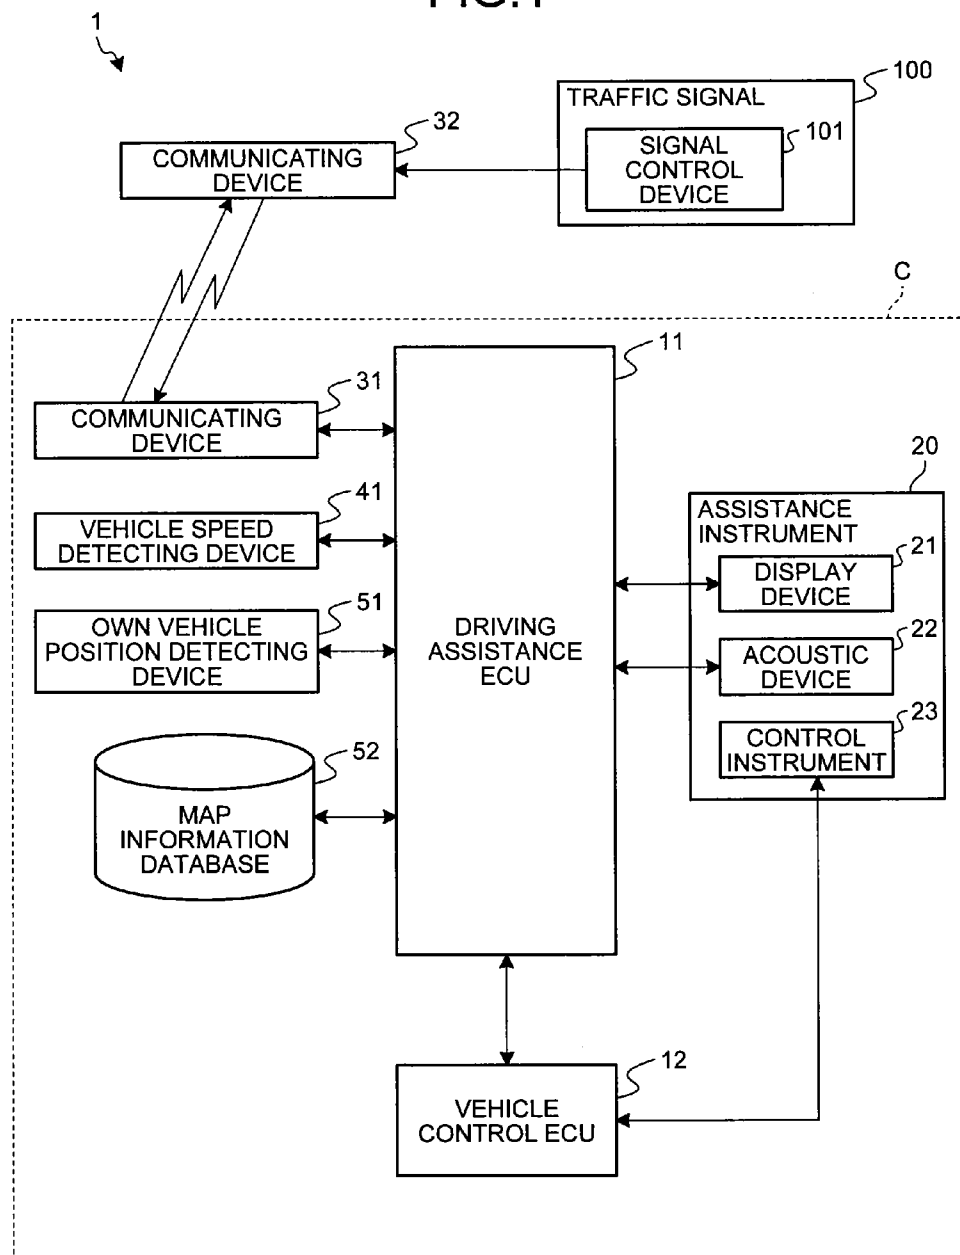 FIG.1
1
100
TRAFFIC SIGNAL
101
SIGNAL
CONTROL
DEVICE
32
COMMUNICATING
DEVICE
C
11
31
COMMUNICATING
DEVICE
41
VEHICLE SPEED
DETECTING DEVICE
51
OWN VEHICLE
POSITION DETECTING
DEVICE
52
MAP
INFORMATION
DATABASE
DRIVING
ASSISTANCE
ECU
20
ASSISTANCE
INSTRUMENT
21
DISPLAY
DEVICE
22
ACOUSTIC
DEVICE
23
CONTROL
INSTRUMENT
12
VEHICLE
CONTROL ECU